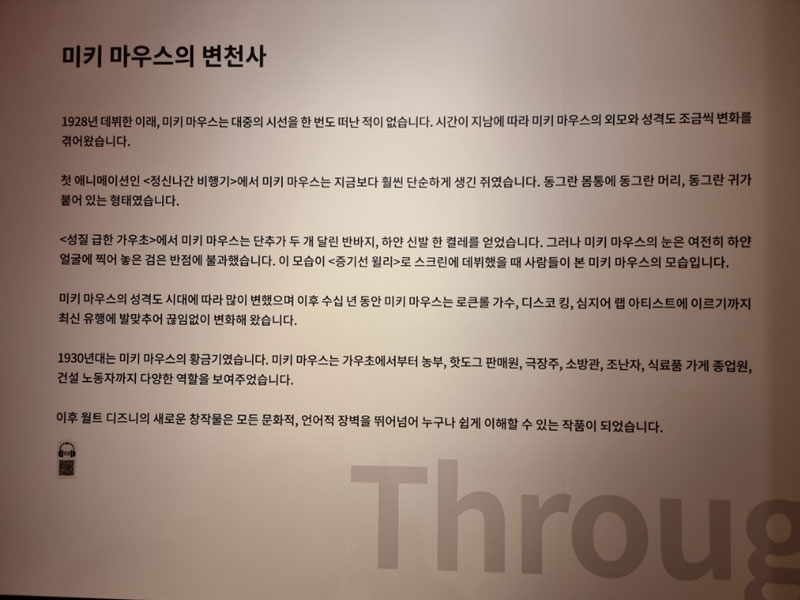 미키 마우스의 변천사
1928년 데뷔한 이래, 미키 마우스는 대중의 시선을 한 번도 떠난 적이 없습니다. 시간이 지남에 따라 미키 마우스의 외모와 성격도 조금씩 변화를
겪어왔습니다.
첫 애니메이션인 <정신나간 비행기>에서 미키 마우스는 지금보다 훨씬 단순하게 생긴 쥐였습니다. 동그란 몸통에 동그란 머리, 동그란 귀가
붙어 있는 형태였습니다.
<성질 급한 가우초>에서 미키 마우스는 단추가 두 개 달린 반바지, 하얀 신발 한 켤레를 얻었습니다. 그러나 미키 마우스의 눈은 여전히 하얀
얼굴에 찍어 놓은 검은 반점에 불과했습니다. 이 모습이 <증기선 윌리>로 스크린에 데뷔했을 때 사람들이 본 미키 마우스의 모습입니다.
미키 마우스의 성격도 시대에 따라 많이 변했으며 이후 수십 년 동안 미키 마우스는 로큰롤 가수, 디스코 킹, 심지어 랩 아티스트에 이르기까지
최신 유행에 발맞추어 끊임없이 변화해 왔습니다.
1930년대는 미키 마우스의 황금기였습니다. 미키 마우스는 가우초에서부터 농부, 핫도그 판매원, 극장주, 소방관, 조난자, 식료품 가게 종업원,
건설 노동자까지 다양한 역할을 보여주었습니다.
이후 월트 디즈니의 새로운 창작물은 모든 문화적, 언어적 장벽을 뛰어넘어 누구나 쉽게 이해할 수 있는 작품이 되었습니다.
Throug